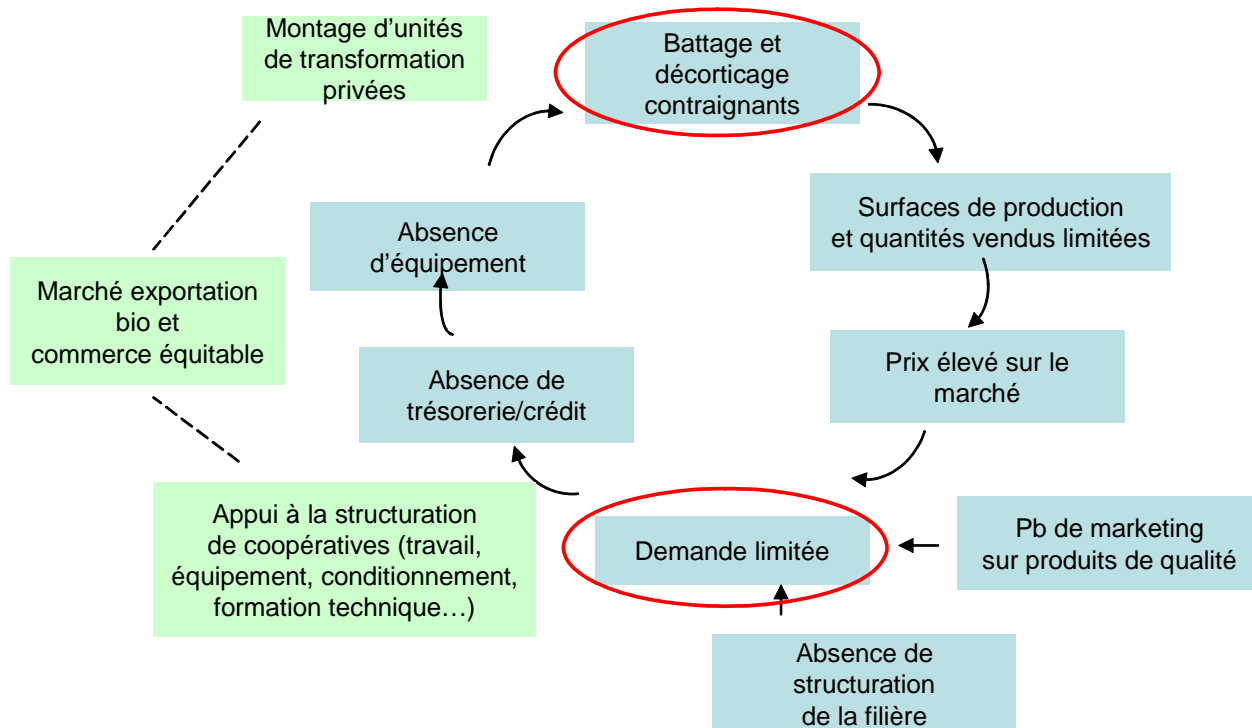 Montage d'unités
de transformation
privées
Battage et
décorticage
contraignants
Absence
d'équipement
Surfaces de production
et quantités vendus limitées
Marché exportation
bio et
commerce équitable
Absence de
trésorerie/crédit
Prix élevé sur le
marché
Appui à la structuration
de coopératives (travail,
équipement, conditionnement,
formation technique…)
Demande limitée
Pb de marketing
sur produits de qualité
Absence de
structuration
de la filière